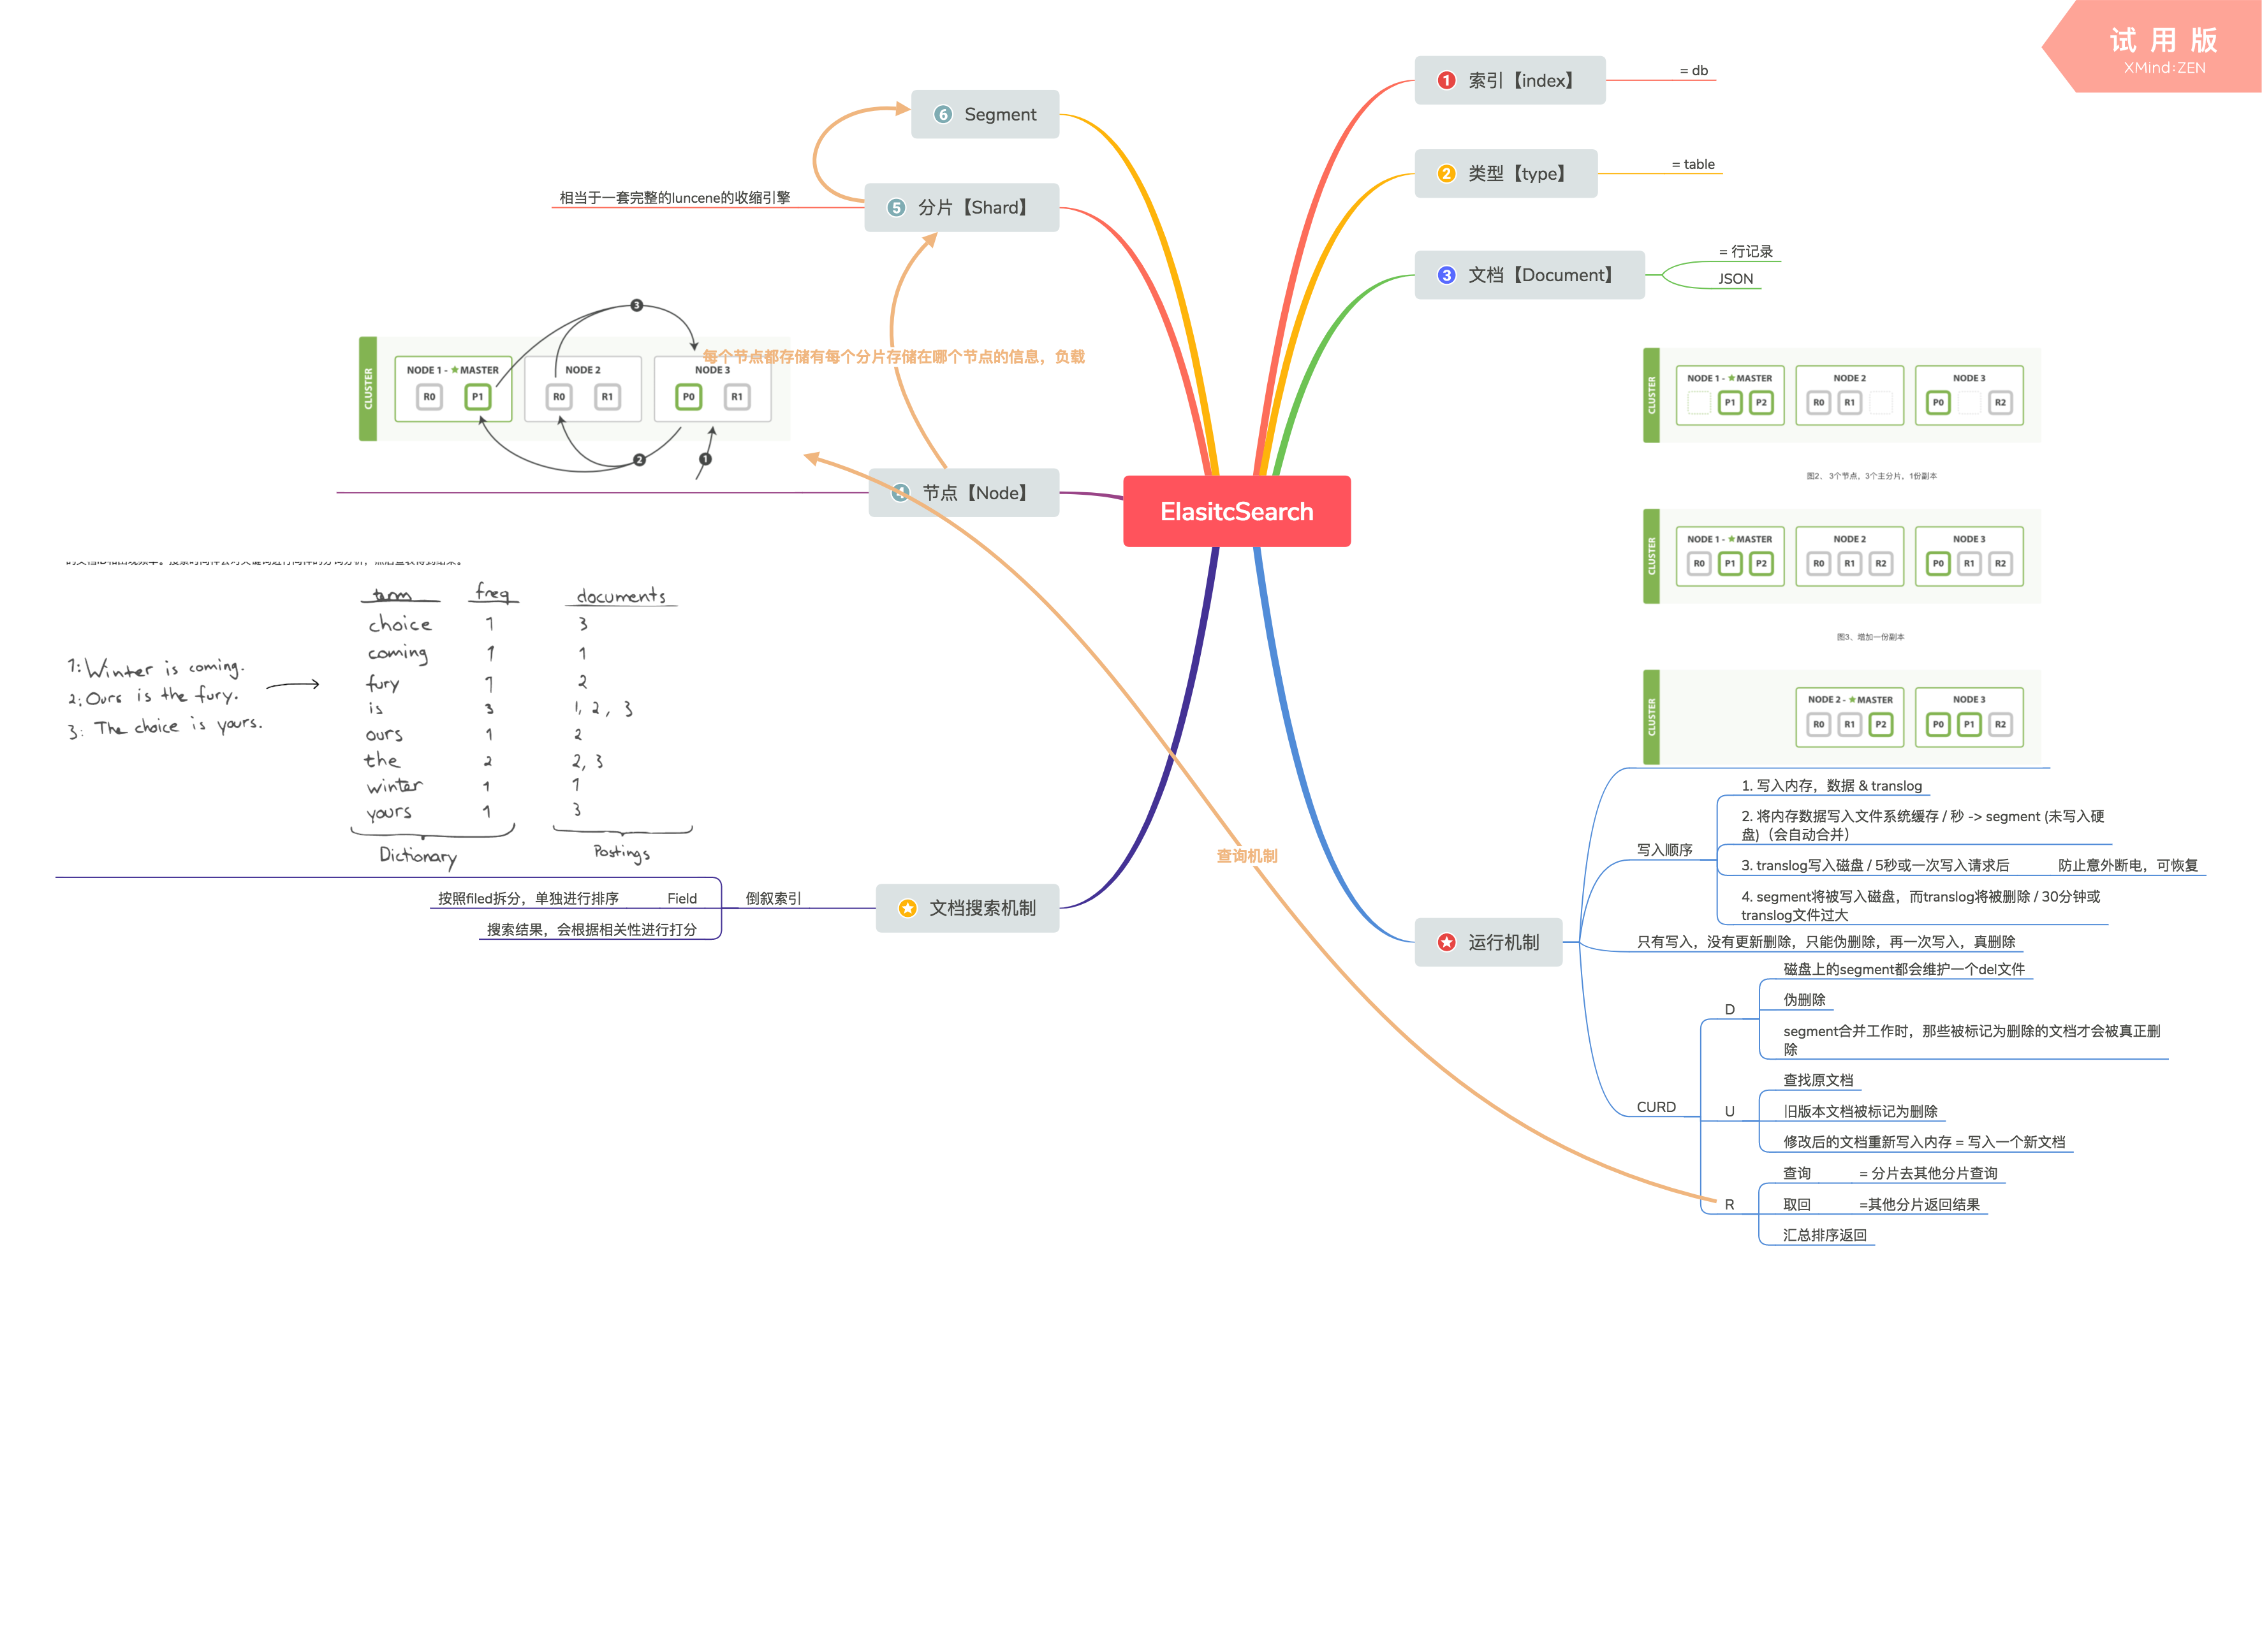 试用版
XMind:ZEN
ElasitcSearch
1 索引【index】
= db
2 类型【type】
= table
3 文档【Document】
= 行记录
JSON
6 Segment
5 分片【Shard】
相当于一套完整的luncene的收缩引擎
每个节点都存储有每个分片存储在哪个节点的信息，负载
CLUSTER
NODE 1 - ★ MASTER
R0 P1
NODE 2
R0 R1
NODE 3
P0 R1
3
2
1
4 节点【Node】
查询机制
term freq documents
choice 1 3
coming 1 1
fury 1 2
is 3 1, 2, 3
ours 1 2
the 2 2, 3
winter 1 1
yours 1 3
Dictionary Postings
1: Winter is coming.
2: Ours is the fury.
3: The choice is yours.
文档搜索机制
倒叙索引
Field
按照filed拆分，单独进行排序
搜索结果，会根据相关性进行打分
CLUSTER
NODE 1 - ★ MASTER
P1 P2
NODE 2
R0 R1
NODE 3
P0 R2
图2、 3个节点，3个主分片，1份副本
CLUSTER
NODE 1 - ★ MASTER
R0 P1 P2
NODE 2
R0 R1 R2
NODE 3
P0 R1 R2
图3、增加一份副本
CLUSTER
NODE 2 - ★ MASTER
R0 R1 P2
NODE 3
P0 P1 R2
运行机制
写入顺序
1. 写入内存，数据 & translog
2. 将内存数据写入文件系统缓存 / 秒 -> segment (未写入硬
盘)（会自动合并）
3. translog写入磁盘 / 5秒或一次写入请求后
防止意外断电，可恢复
4. segment将被写入磁盘，而translog将被删除 / 30分钟或
translog文件过大
只有写入，没有更新删除，只能伪删除，再一次写入，真删除
CURD
D
磁盘上的segment都会维护一个del文件
伪删除
segment合并工作时，那些被标记为删除的文档才会被真正删
除
U
查找原文档
旧版本文档被标记为删除
修改后的文档重新写入内存 = 写入一个新文档
R
查询
= 分片去其他分片查询
取回
=其他分片返回结果
汇总排序返回